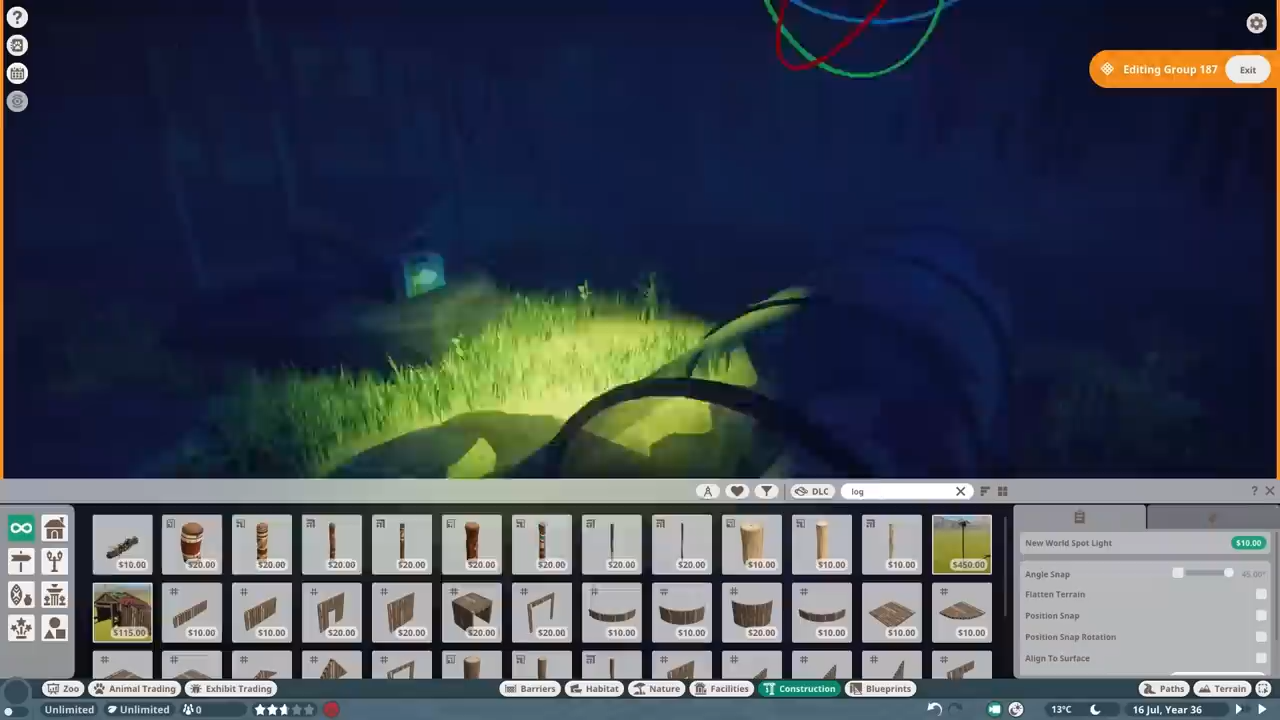 ?
Editing Group 187 Exit
DLC log
? 
$10.00 $20.00 $20.00 $20.00 $20.00 $20.00 $20.00 $20.00 $20.00 $10.00 $10.00 $10.00 $450.00
$115.00 $10.00 $10.00 $20.00 $20.00 $20.00 $20.00 $10.00 $10.00 $20.00 $10.00 $10.00 $10.00
New World Spot Light $10.00
Angle Snap 45.00°
Flatten Terrain
Position Snap
Position Snap Rotation
Align To Surface
Zoo Animal Trading Exhibit Trading Barriers Habitat Nature Facilities Construction Blueprints Paths Terrain
Unlimited Unlimited 0 13°C 16 Jul, Year 36